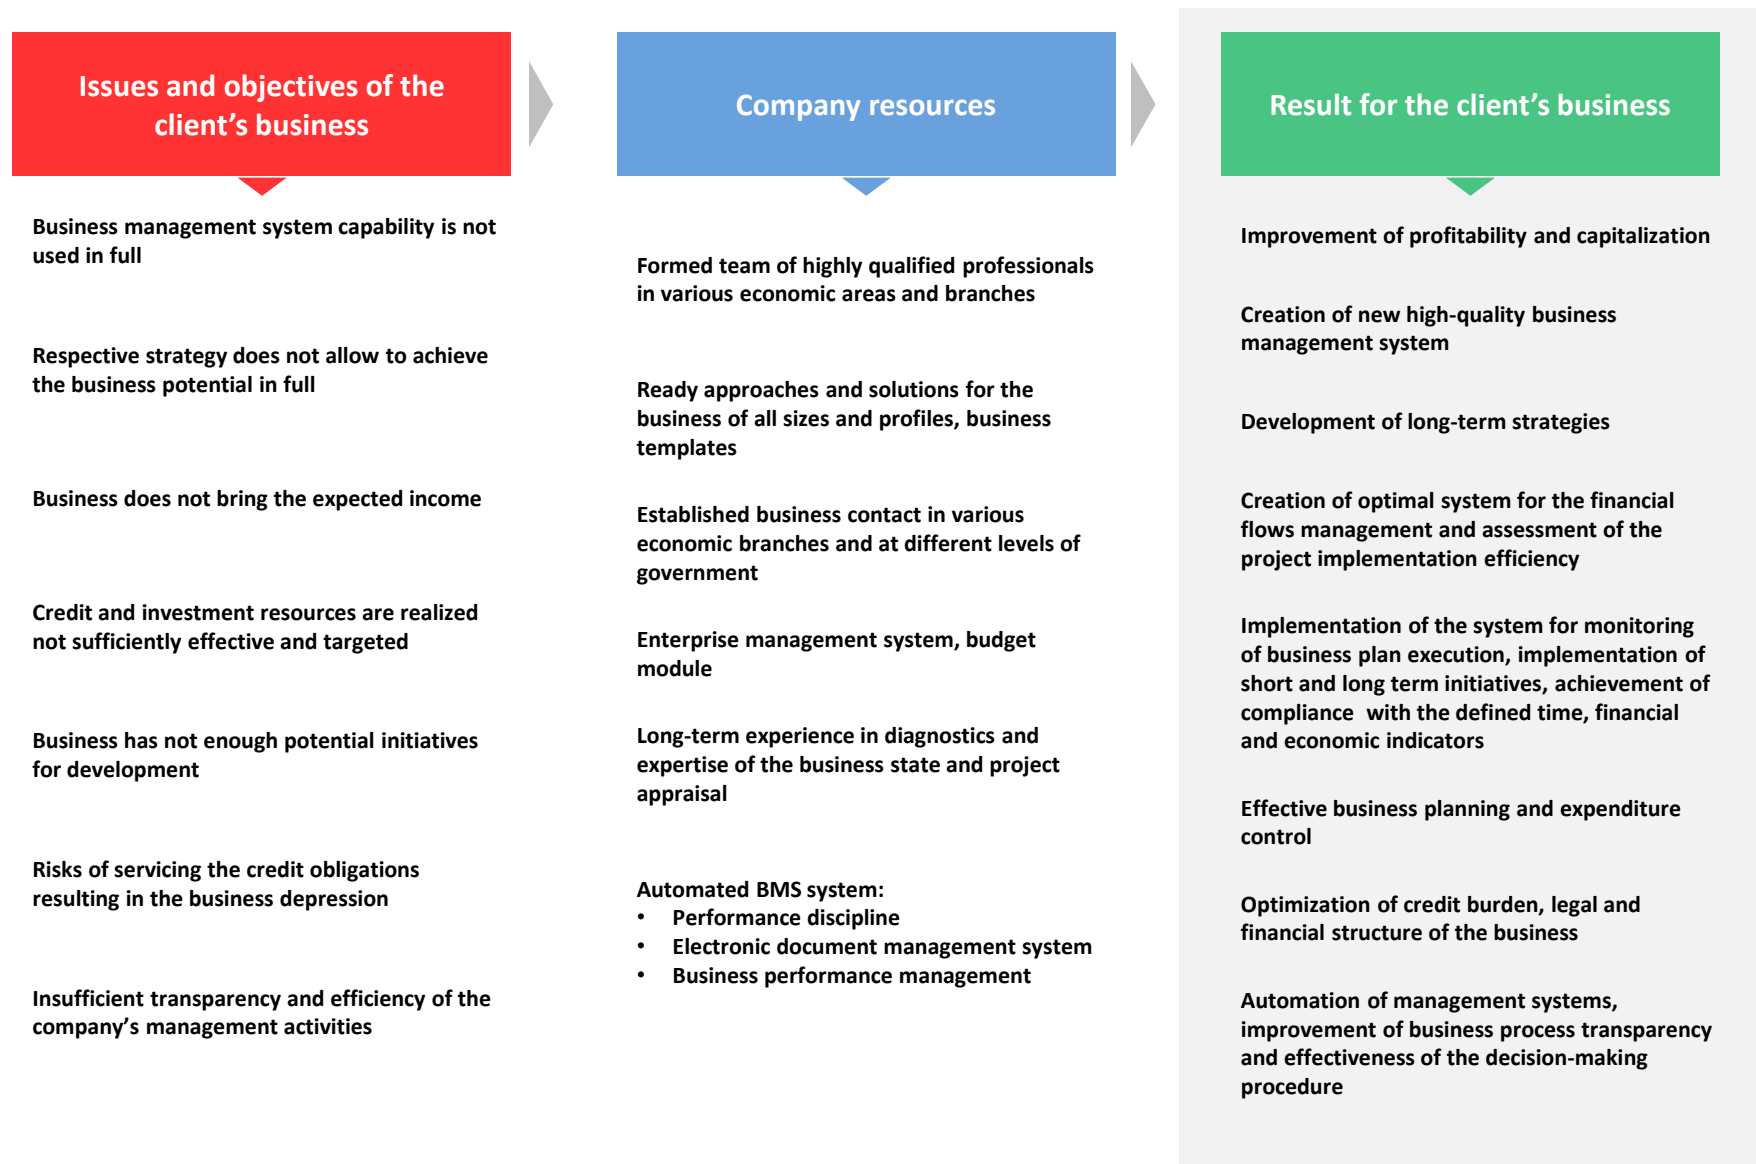 Issues and objectives of the
client’s business
Business management system capability is not
used in full
Respective strategy does not allow to achieve
the business potential in full
Business does not bring the expected income
Credit and investment resources are realized
not sufficiently effective and targeted
Business has not enough potential initiatives
for development
Risks of servicing the credit obligations
resulting in the business depression
Insufficient transparency and efficiency of the
company’s management activities
Company resources
Formed team of highly qualified professionals
in various economic areas and branches
Ready approaches and solutions for the
business of all sizes and profiles, business
templates
Established business contact in various
economic branches and at different levels of
government
Enterprise management system, budget
module
Long-term experience in diagnostics and
expertise of the business state and project
appraisal
Automated BMS system:
• Performance discipline
• Electronic document management system
• Business performance management
Result for the client’s business
Improvement of profitability and capitalization
Creation of new high-quality business
management system
Development of long-term strategies
Creation of optimal system for the financial
flows management and assessment of the
project implementation efficiency
Implementation of the system for monitoring
of business plan execution, implementation of
short and long term initiatives, achievement of
compliance  with the defined time, financial
and economic indicators
Effective business planning and expenditure
control
Optimization of credit burden, legal and
financial structure of the business
Automation of management systems,
improvement of business process transparency
and effectiveness of the decision-making
procedure